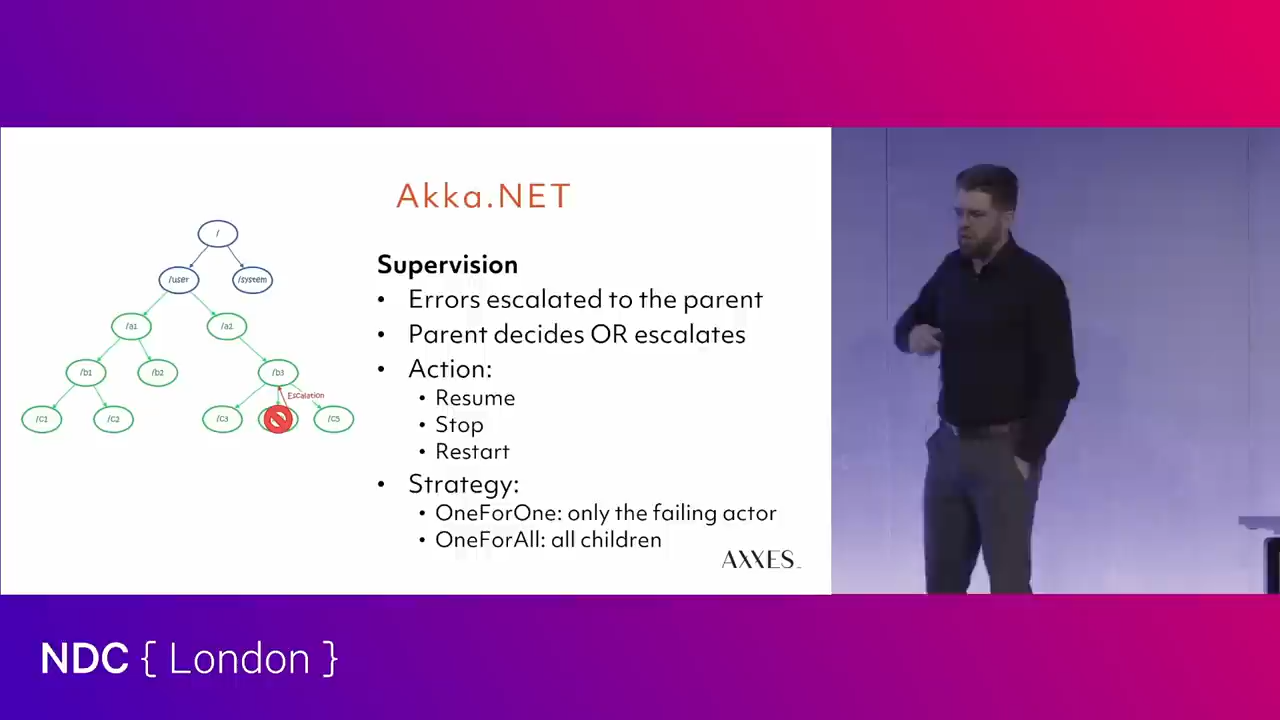 Akka.NET
/
/user
/system
/a1
/a2
/b1
/b2
/b3
Escalation
/c1
/c2
/c3
/c5
Supervision
• Errors escalated to the parent
• Parent decides OR escalates
• Action:
• Resume
• Stop
• Restart
• Strategy:
• OneForOne: only the failing actor
• OneForAll: all children
AXXES_
NDC { London }